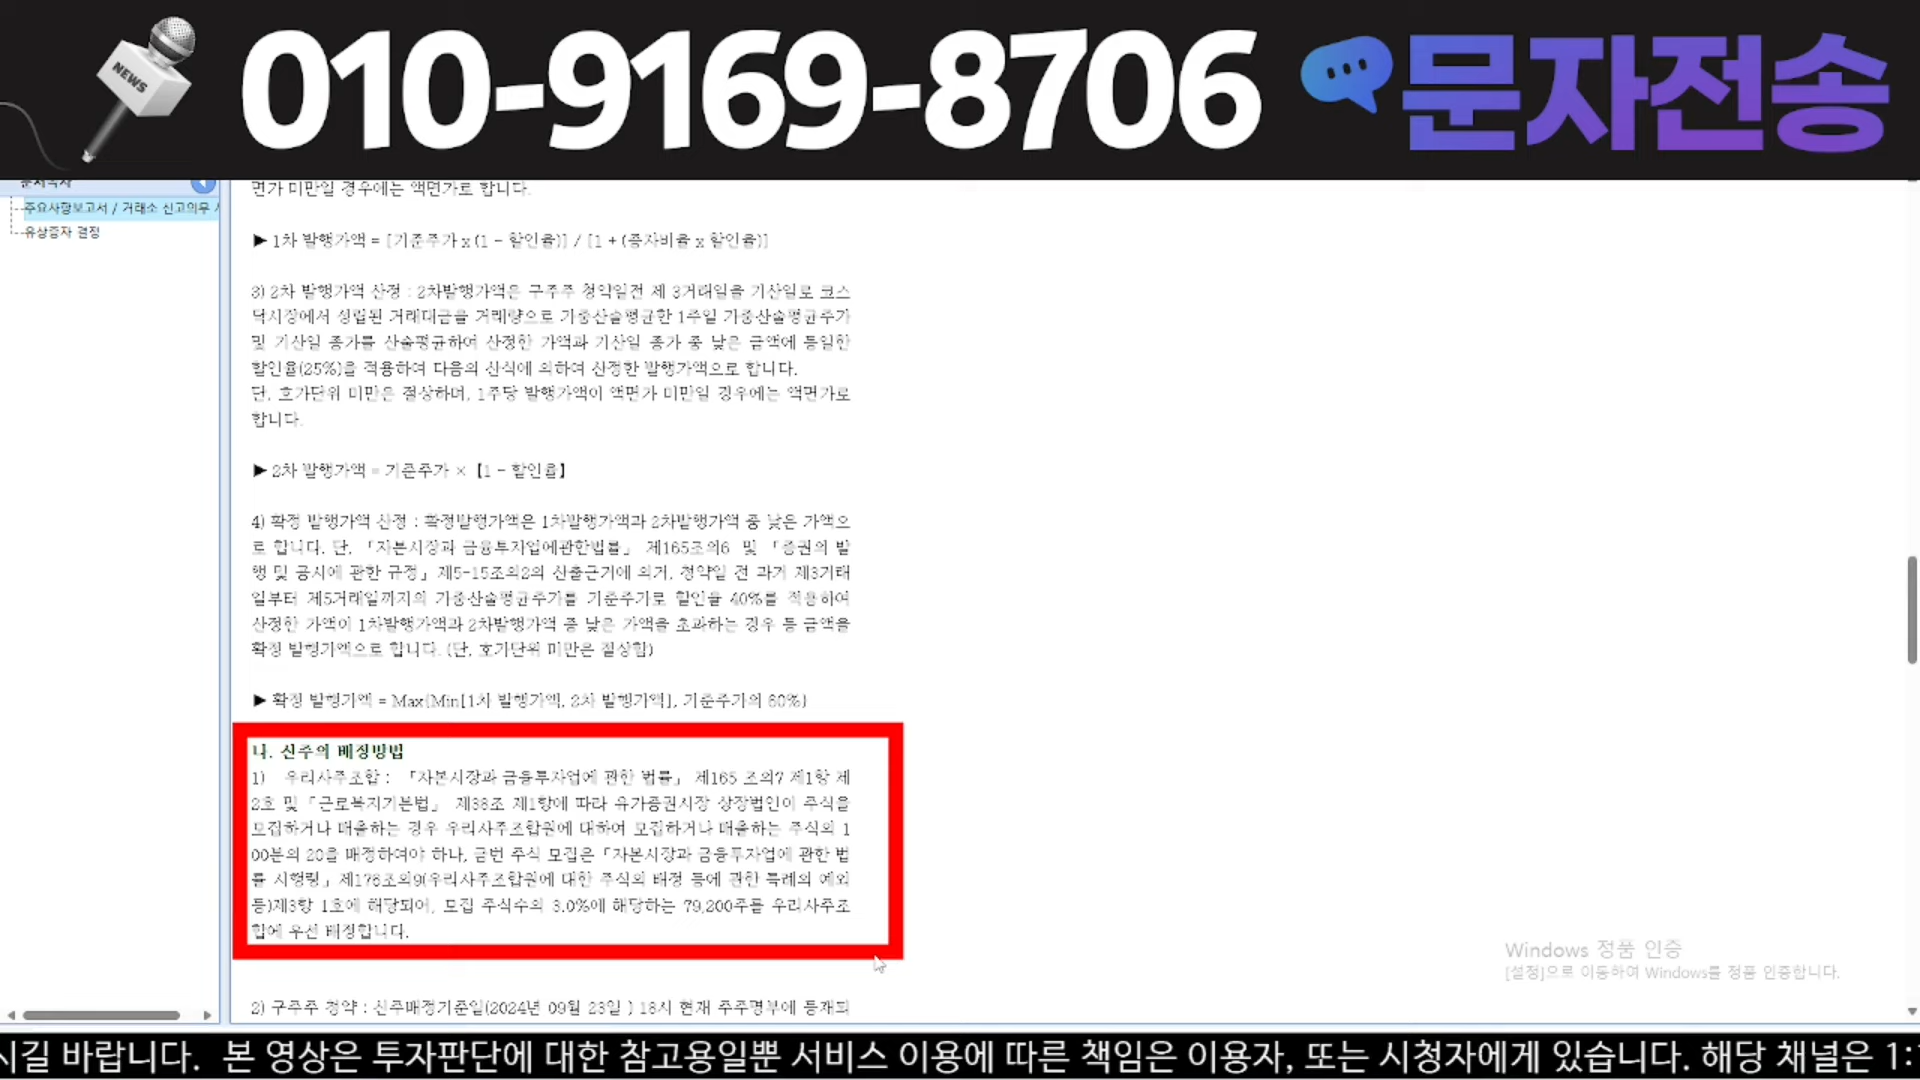 NEWS
010-9169-8706 문자전송
문서목차
주요사항보고서 / 거래소 신고의무 사
유상증자 결정
면가 미만일 경우에는 액면가로 합니다.
▶ 1차 발행가액 = [기준주가 x (1 - 할인율)] / [1 + (증자비율 x 할인율)]
3) 2차 발행가액 산정 : 2차발행가액은 구주주 청약일전 제 3거래일을 기산일로 코스
닥시장에서 성립된 거래대금을 거래량으로 가중산술평균한 1주일 가중산술평균주가
및 기산일 종가를 산술평균하여 산정한 가액과 기산일 종가 중 낮은 금액에 동일한
할인율(25%)을 적용하여 다음의 산식에 의하여 산정한 발행가액으로 합니다.
단, 호가단위 미만은 절상하며, 1주당 발행가액이 액면가 미만일 경우에는 액면가로
합니다.
▶ 2차 발행가액 = 기준주가 ×【1 - 할인율】
4) 확정 발행가액 산정 : 확정발행가액은 1차발행가액과 2차발행가액 중 낮은 가액으
로 합니다. 단, 「자본시장과 금융투자업에관한법률」 제165조의6 및 「증권의 발
행 및 공시에 관한 규정」 제5-15조의2의 산출근거에 의거, 청약일 전 과거 제3거래
일부터 제5거래일까지의 가중산술평균주가를 기준주가로 할인율 40%를 적용하여
산정한 가액이 1차발행가액과 2차발행가액 중 낮은 가액을 초과하는 경우 동 금액을
확정 발행가액으로 합니다. (단, 호가단위 미만은 절상함)
▶ 확정 발행가액 = Max{Min[1차 발행가액, 2차 발행가액], 기준주가의 60%}
나. 신주의 배정방법
1) 우리사주조합 : 「자본시장과 금융투자업에 관한 법률」 제165 조의7 제1항 제
2호 및 「근로복지기본법」 제38조 제1항에 따라 유가증권시장 상장법인이 주식을
모집하거나 매출하는 경우 우리사주조합원에 대하여 모집하거나 매출하는 주식의 1
00분의 20을 배정하여야 하나, 금번 주식 모집은 「자본시장과 금융투자업에 관한 법
률 시행령」 제176조의9(우리사주조합원에 대한 주식의 배정 등에 관한 특례의 예외
등)제3항 1호에 해당되어, 모집 주식수의 3.0%에 해당하는 79,200주를 우리사주조
합에 우선 배정합니다.
2) 구주주 청약 : 신주배정기준일(2024년 09월 23일 ) 18시 현재 주주명부에 등재되
Windows 정품 인증
[설정]으로 이동하여 Windows를 정품 인증합니다.
시길 바랍니다. 본 영상은 투자판단에 대한 참고용일뿐 서비스 이용에 따른 책임은 이용자, 또는 시청자에게 있습니다. 해당 채널은 1: